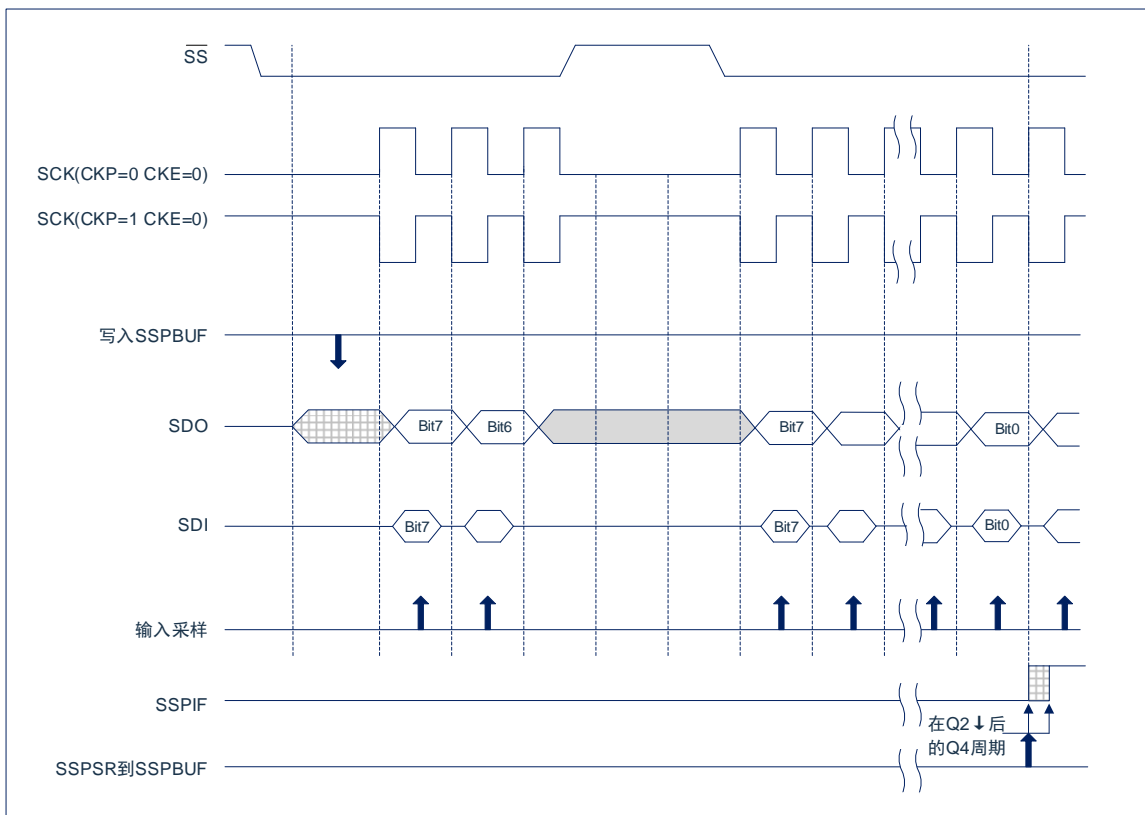 SS
SCK(CKP=0 CKE=0)
SCK(CKP=1 CKE=0)
写入SSPBUF
SDO
Bit7
Bit6
Bit7
Bit0
SDI
Bit7
Bit7
Bit0
输入采样
SSPIF
在Q2↓后
的Q4周期
SSPSR到SSPBUF